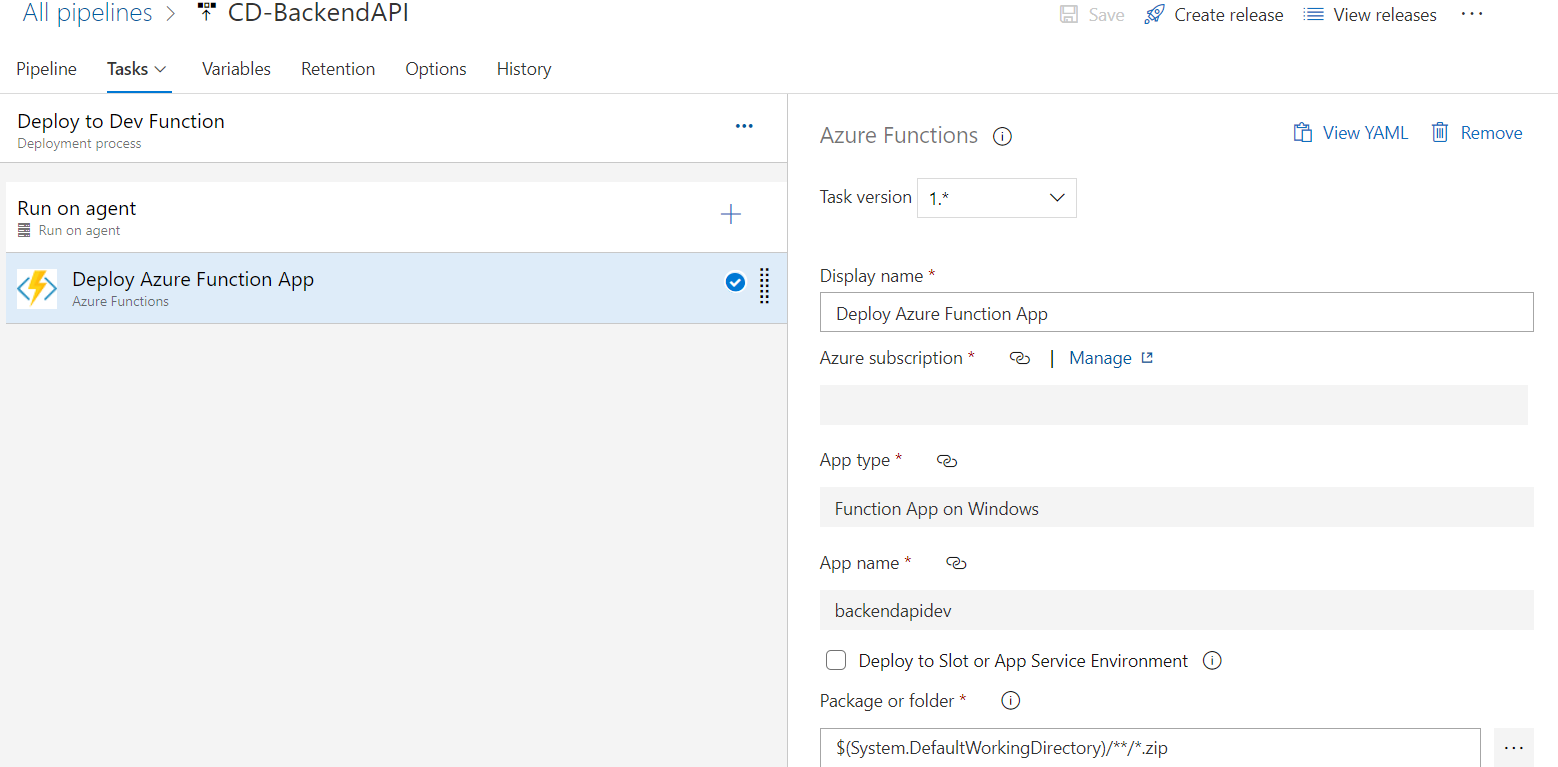 All pipelines > CD-BackendAPI
Save Create release View releases ...
Pipeline Tasks Variables Retention Options History
Deploy to Dev Function
Deployment process
...
Run on agent
Run on agent
Deploy Azure Function App
Azure Functions
Azure Functions
View YAML Remove
Task version 1.*
Display name *
Deploy Azure Function App
Azure subscription * | Manage
App type *
Function App on Windows
App name *
backendapidev
Deploy to Slot or App Service Environment
Package or folder *
$(System.DefaultWorkingDirectory)/**/*.zip
...